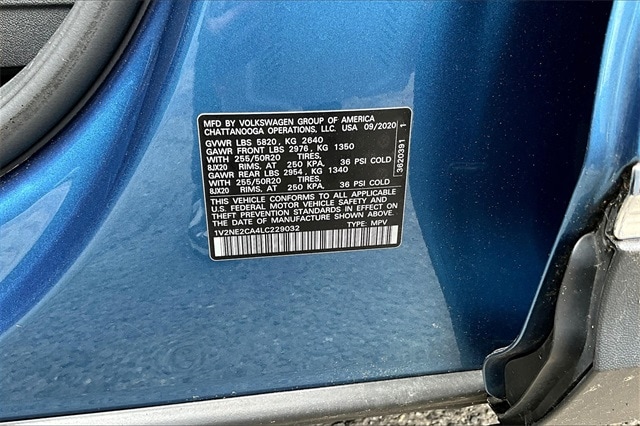 MFD BY VOLKSWAGEN GROUP OF AMERICA
CHATTANOOGA OPERATIONS, LLC. USA 09/2020
GVWR LBS 5820, KG 2640
GAWR FRONT LBS 2976, KG 1350
WITH 255/50R20 TIRES,
8JX20 RIMS, AT 250 KPA, 36 PSI COLD
GAWR REAR LBS 2954, KG 1340
WITH 255/50R20 TIRES,
8JX20 RIMS, AT 250 KPA, 36 PSI COLD
THIS VEHICLE CONFORMS TO ALL APPLICABLE
U.S. FEDERAL MOTOR VEHICLE SAFETY AND
THEFT PREVENTION STANDARDS IN EFFECT ON
THE DATE OF MANUFACTURE SHOWN ABOVE.
1V2NE2CA4LC229032 TYPE: MPV
3620391 1